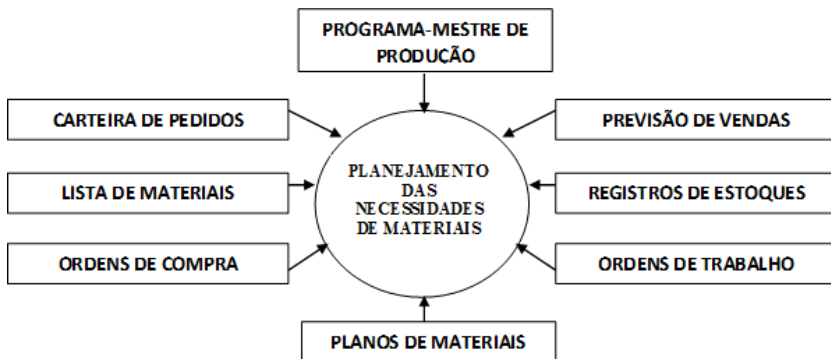 PROGRAMA-MESTRE DE
PRODUÇÃO
CARTEIRA DE PEDIDOS
PREVISÃO DE VENDAS
PLANEJAMENTO
DAS
NECESSIDADES
DE MATERIAIS
LISTA DE MATERIAIS
REGISTROS DE ESTOQUES
ORDENS DE COMPRA
ORDENS DE TRABALHO
PLANOS DE MATERIAIS